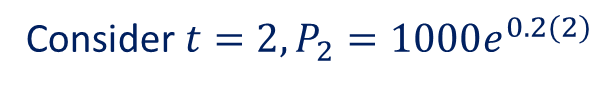 Consider t = 2, P₂ = 1000e^{0.2(2)}